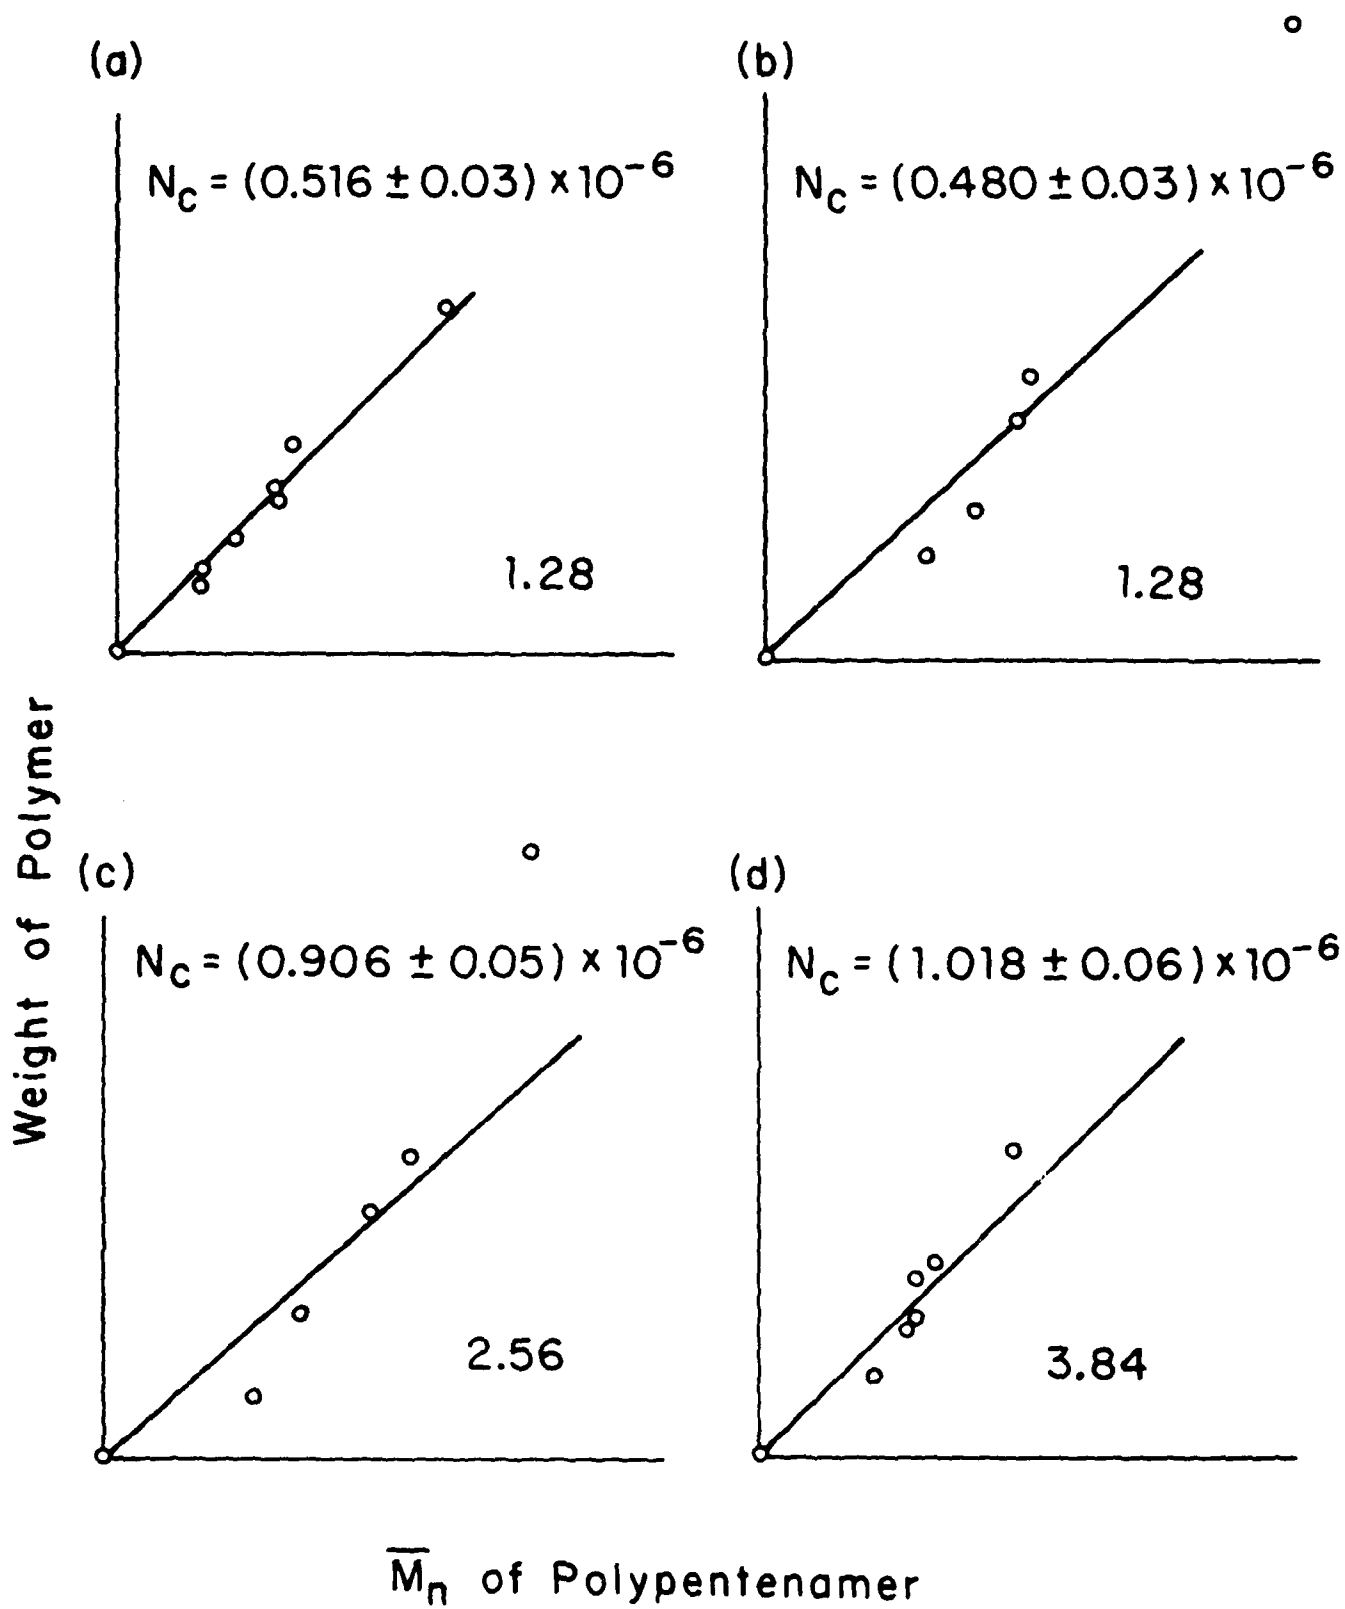 (a)
N_c = (0.516 ± 0.03) × 10⁻⁶
1.28
(b)
N_c = (0.480 ± 0.03) × 10⁻⁶
1.28
Weight of Polymer
(c)
N_c = (0.906 ± 0.05) × 10⁻⁶
2.56
(d)
N_c = (1.018 ± 0.06) × 10⁻⁶
3.84
M̅_n of Polypentenamer